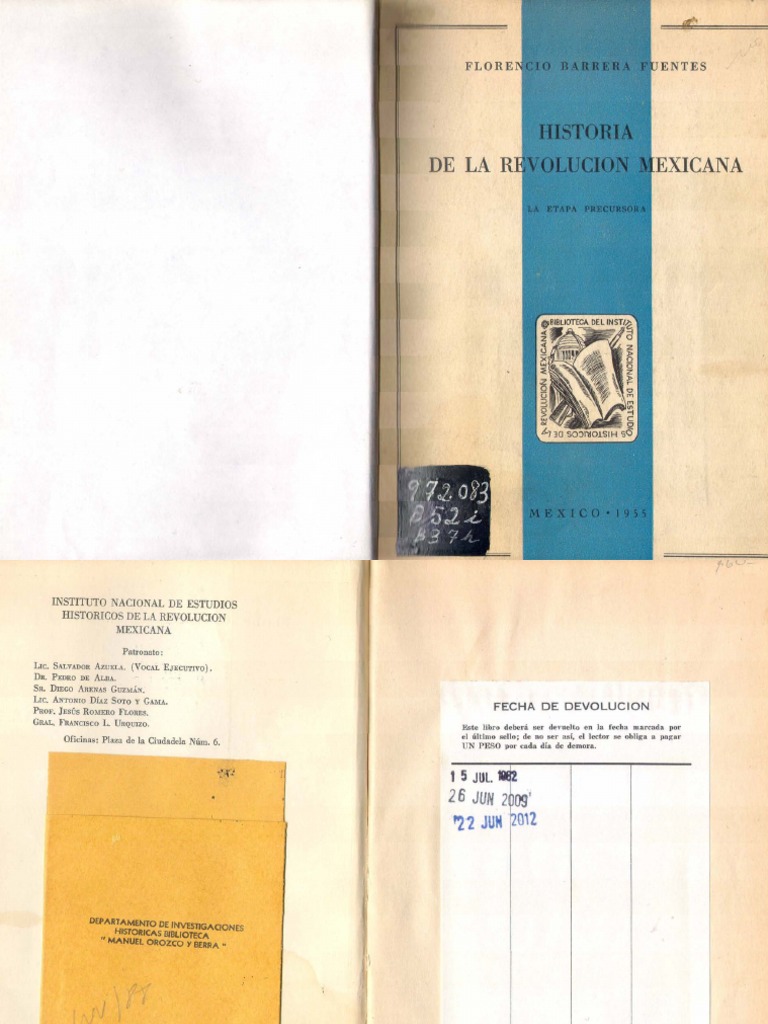 FLORENCIO BARRERA FUENTES
HISTORIA
DE LA REVOLUCION MEXICANA
LA ETAPA PRECURSORA
BIBLIOTECA DEL INSTITUTO NACIONAL DE ESTUDIOS HISTORICOS DE LA REVOLUCION MEXICANA
972.083
B37h
MEXICO • 1955
INSTITUTO NACIONAL DE ESTUDIOS
HISTORICOS DE LA REVOLUCION
MEXICANA
Patronato:
Lic. Salvador Azuela. (Vocal Ejecutivo).
Dr. Pedro de Alba.
Sr. Diego Arenas Guzmán.
Lic. Antonio Díaz Soto y Gama.
Prof. Jesús Romero Flores.
Gral. Francisco L. Urquizo.
Oficinas: Plaza de la Ciudadela Núm. 6.
DEPARTAMENTO DE INVESTIGACIONES
HISTORICAS BIBLIOTECA
" MANUEL OROZCO Y BERRA "
FECHA DE DEVOLUCION
Este libro deberá ser devuelto en la fecha marcada por
el último sello; de no ser así, el lector se obliga a pagar
UN PESO por cada día de demora.
15 JUL. 1982
26 JUN 2009
22 JUN 2012